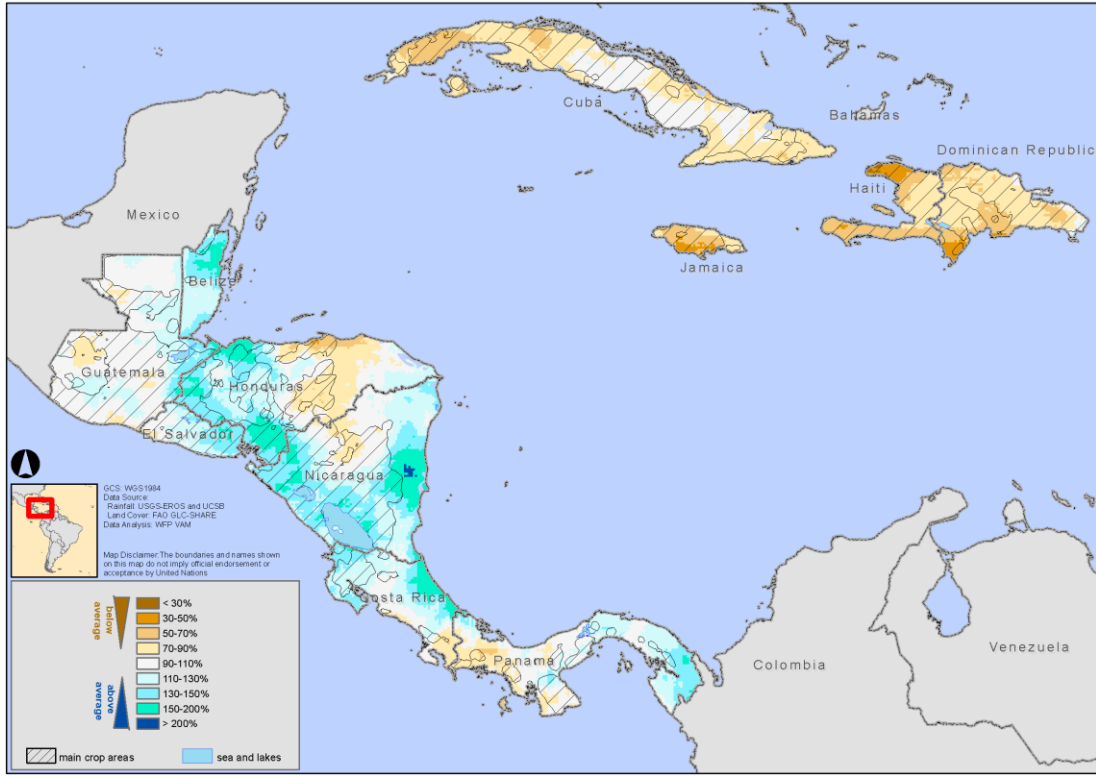 Cuba
Bahamas
Dominican Republic
Haiti
Mexico
Jamaica
Belize
Guatemala
Honduras
El Salvador
Nicaragua
GCS: WGS1984
Data Source:
Rainfall: USGS-EROS and UCSB
Land Cover: FAO GLC-SHARE
Data Analysis: WFP VAM
Map Disclaimer:The boundaries and names shown
on this map do not imply official endorsement or
acceptance by United Nations
Costa Rica
Panama
Colombia
Venezuela
below
average
< 30%
30-50%
50-70%
70-90%
90-110%
above
average
110-130%
130-150%
150-200%
> 200%
main crop areas
sea and lakes